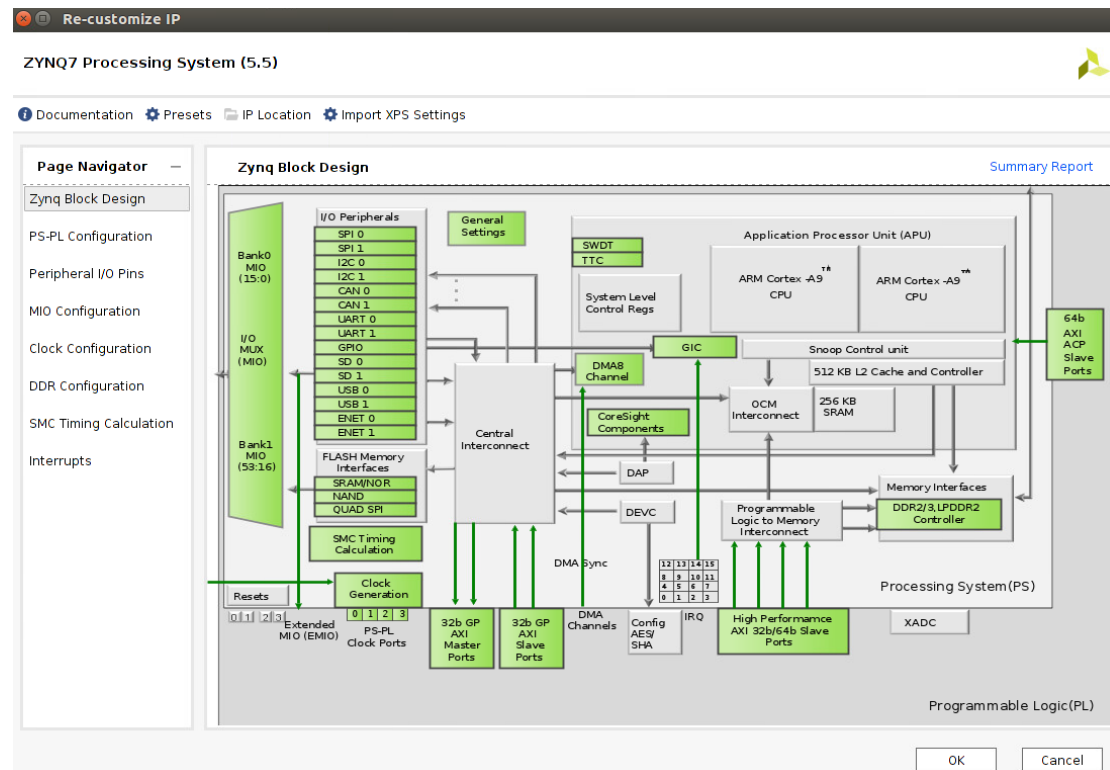 Re-customize IP
ZYNQ7 Processing System (5.5)
Documentation Presets IP Location Import XPS Settings
Page Navigator –
Zynq Block Design
PS-PL Configuration
Peripheral I/O Pins
MIO Configuration
Clock Configuration
DDR Configuration
SMC Timing Calculation
Interrupts
Zynq Block Design
Summary Report
Bank0
MIO
(15:0)
I/O
MUX
(MIO)
Bank1
MIO
(53:16)
I/O Peripherals
SPI 0
SPI 1
I2C 0
I2C 1
CAN 0
CAN 1
UART 0
UART 1
GPIO
SD 0
SD 1
USB 0
USB 1
ENET 0
ENET 1
FLASH Memory
Interfaces
SRAM/NOR
NAND
QUAD SPI
SMC Timing
Calculation
General
Settings
Application Processor Unit (APU)
SWDT
TTC
System Level
Control Regs
ARM Cortex -A9
CPU
ARM Cortex -A9
CPU
GIC
Snoop Control unit
512 KB L2 Cache and Controller
DMA8
Channel
OCM
Interconnect
256 KB
SRAM
CoreSight
Components
Central
Interconnect
DAP
DEVC
Programmable
Logic to Memory
Interconnect
Memory Interfaces
DDR2/3,LPDDR2
Controller
64b
AXI
ACP
Slave
Ports
DMA Sync
12 13 14 15
8 9 10 11
4 5 6 7
0 1 2 3
Processing System(PS)
Resets
0 1 2 3
Clock
Generation
0 1 2 3
Extended
MIO (EMIO)
PS-PL
Clock Ports
32b GP
AXI
Master
Ports
32b GP
AXI
Slave
Ports
DMA
Channels
Config
AES/
SHA
IRQ
High Performamce
AXI 32b/64b Slave
Ports
XADC
Programmable Logic(PL)
OK
Cancel